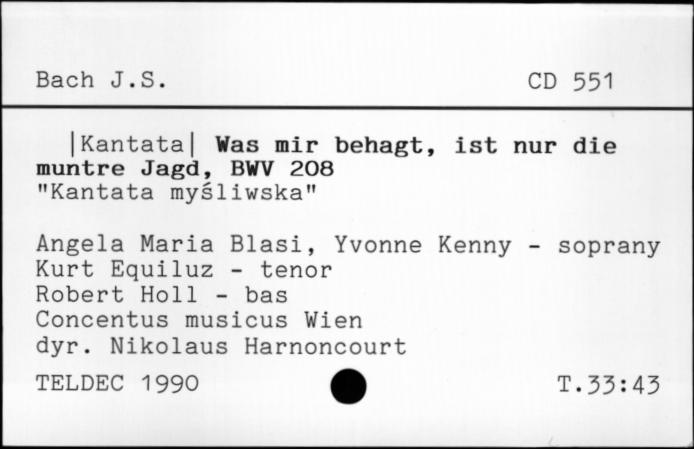 Bach J.S. CD 551
|Kantata| Was mir behagt, ist nur die
muntre Jagd, BWV 208
"Kantata myśliwska"
Angela Maria Blasi, Yvonne Kenny - soprany
Kurt Equiluz - tenor
Robert Holl - bas
Concentus musicus Wien
dyr. Nikolaus Harnoncourt
TELDEC 1990 T.33:43